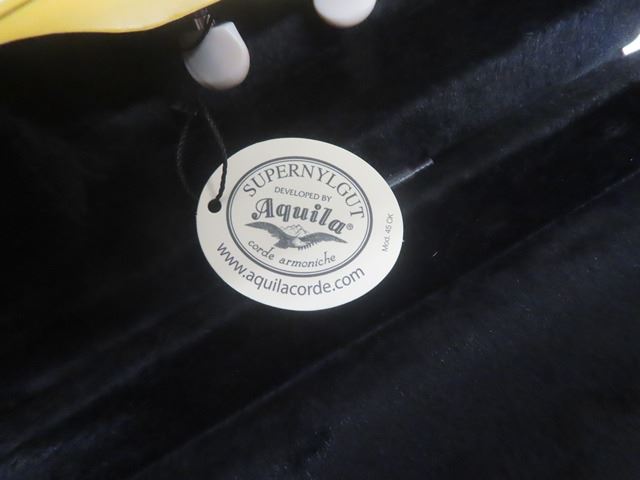 SUPERNYLGUT
DEVELOPED BY
Aquila®
corde armoniche
www.aquilacorde.com
Mod. 45 CK